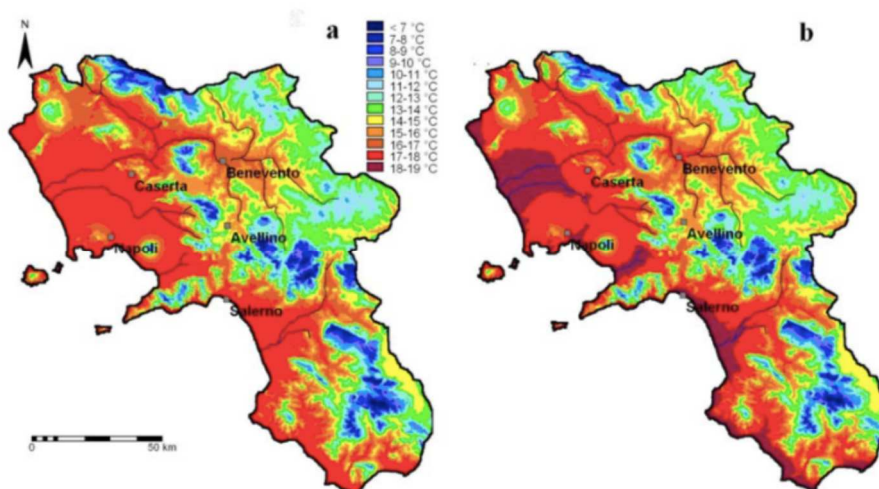 N
a
b
< 7 °C
7-8 °C
8-9 °C
9-10 °C
10-11 °C
11-12 °C
12-13 °C
13-14 °C
14-15 °C
15-16 °C
16-17 °C
17-18 °C
18-19 °C
Benevento
Caserta
Avellino
Napoli
Salerno
Benevento
Caserta
Avellino
Napoli
Salerno
0 50 km